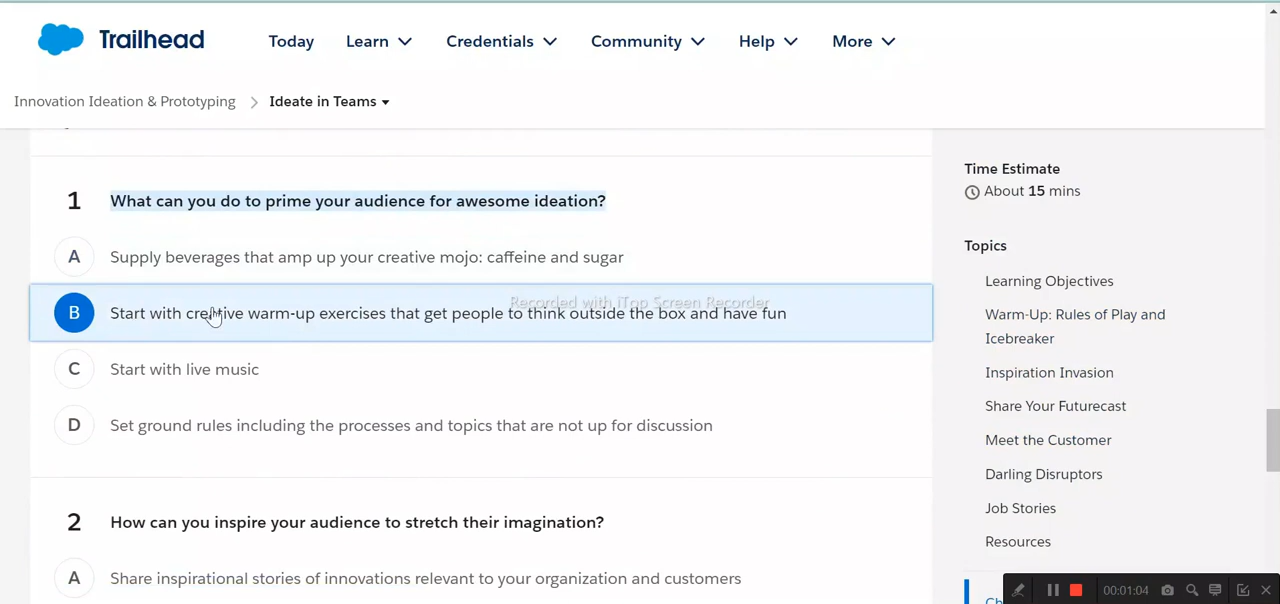 Trailhead
Today Learn Credentials Community Help More
Innovation Ideation & Prototyping Ideate in Teams
1 What can you do to prime your audience for awesome ideation?
A Supply beverages that amp up your creative mojo: caffeine and sugar
Recorded with iTop Screen Recorder
B Start with creative warm-up exercises that get people to think outside the box and have fun
C Start with live music
D Set ground rules including the processes and topics that are not up for discussion
2 How can you inspire your audience to stretch their imagination?
A Share inspirational stories of innovations relevant to your organization and customers
Time Estimate
About 15 mins
Topics
Learning Objectives
Warm-Up: Rules of Play and
Icebreaker
Inspiration Invasion
Share Your Futurecast
Meet the Customer
Darling Disruptors
Job Stories
Resources
00:01:04